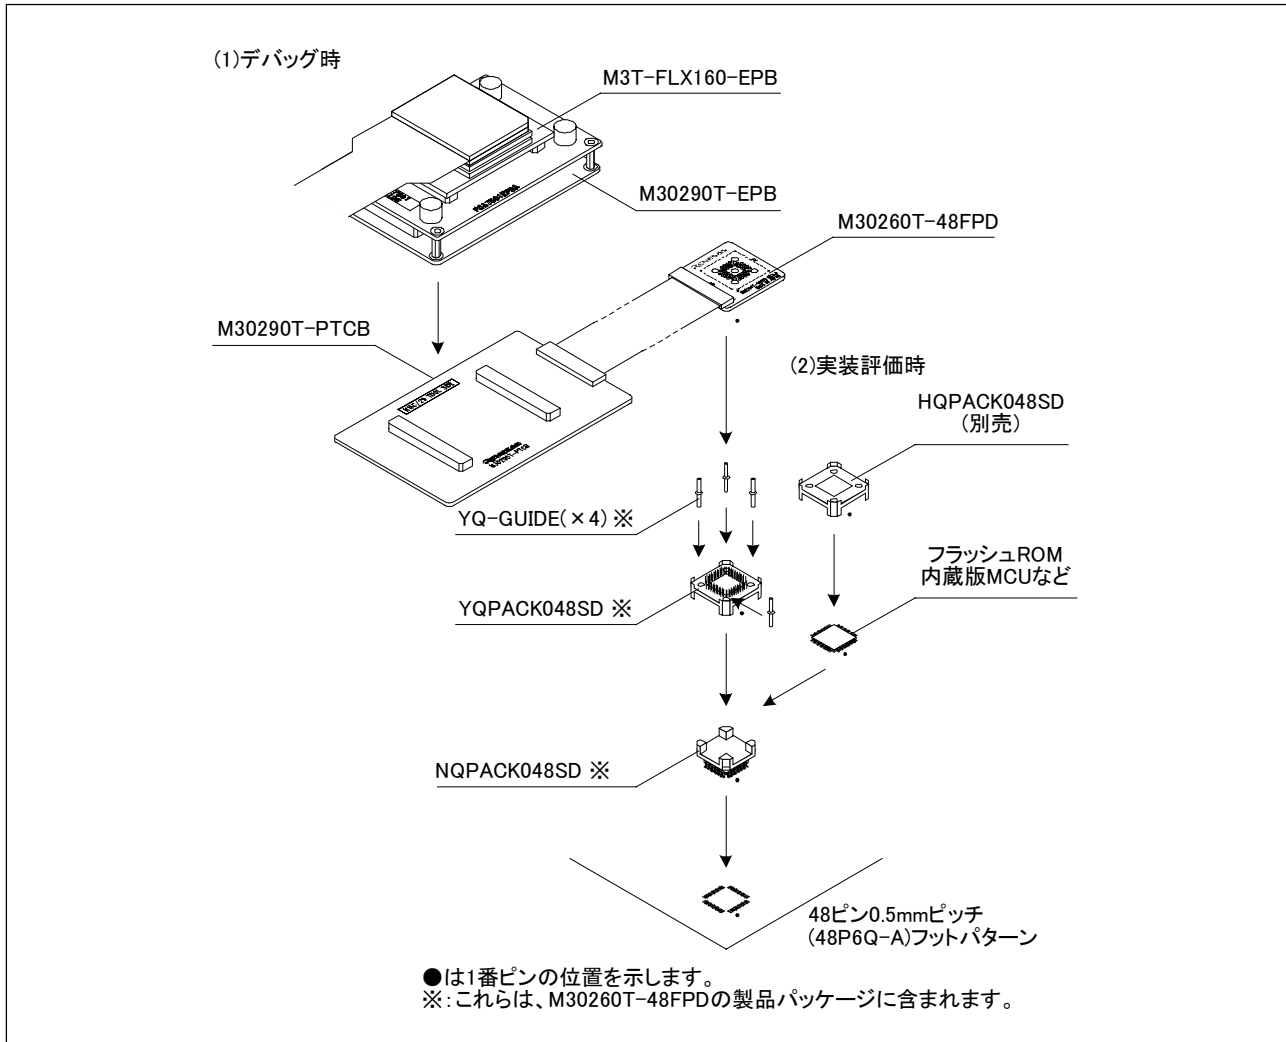 (1)デバッグ時
M3T-FLX160-EPB
M30290T-EPB
M30260T-48FPD
M30290T-PTCB
(2)実装評価時
HQPACK048SD
(別売)
YQ-GUIDE(×4)※
フラッシュROM
内蔵版MCUなど
YQPACK048SD ※
NQPACK048SD ※
48ピン0.5mmピッチ
(48P6Q-A)フットパターン
●は1番ピンの位置を示します。
※:これらは、M30260T-48FPDの製品パッケージに含まれます。